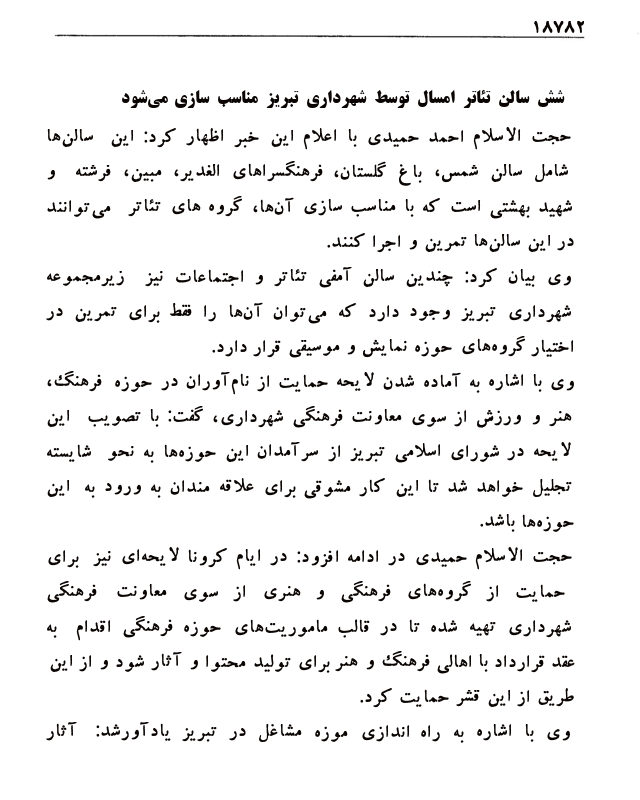 ۱۸۷۸۲
شش سالن تئاتر امسال توسط شهرداری تبریز مناسب سازی می‌شود
حجت الاسلام احمد حمیدی با اعلام این خبر اظهار کرد: این سالن‌ها
شامل سالن شمس، باغ گلستان، فرهنگسراهای الغدیر، مبین، فرشته و
شهید بهشتی است که با مناسب سازی آن‌ها، گروه های تئاتر می‌توانند
در این سالن‌ها تمرین و اجرا کنند.
وی بیان کرد: چندین سالن آمفی تئاتر و اجتماعات نیز زیرمجموعه
شهرداری تبریز وجود دارد که می‌توان آن‌ها را فقط برای تمرین در
اختیار گروه‌های حوزه نمایش و موسیقی قرار دارد.
وی با اشاره به آماده شدن لایحه حمایت از نام‌آوران در حوزه فرهنگ،
هنر و ورزش از سوی معاونت فرهنگی شهرداری، گفت: با تصویب این
لایحه در شورای اسلامی تبریز از سرآمدان این حوزه‌ها به نحو شایسته
تجلیل خواهد شد تا این کار مشوقی برای علاقه مندان به ورود به این
حوزه‌ها باشد.
حجت الاسلام حمیدی در ادامه افزود: در ایام کرونا لایحه‌ای نیز برای
حمایت از گروه‌های فرهنگی و هنری از سوی معاونت فرهنگی
شهرداری تهیه شده تا در قالب ماموریت‌های حوزه فرهنگی اقدام به
عقد قرارداد با اهالی فرهنگ و هنر برای تولید محتوا و آثار شود و از این
طریق از این قشر حمایت کرد.
وی با اشاره به راه اندازی موزه مشاغل در تبریز یادآورشد: آثار